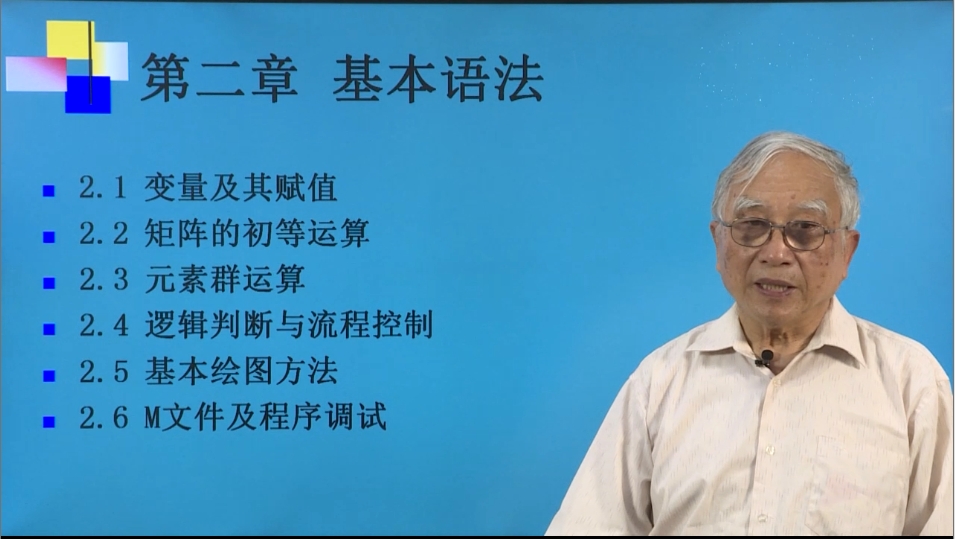 第二章 基本语法
2.1 变量及其赋值
2.2 矩阵的初等运算
2.3 元素群运算
2.4 逻辑判断与流程控制
2.5 基本绘图方法
2.6 M文件及程序调试